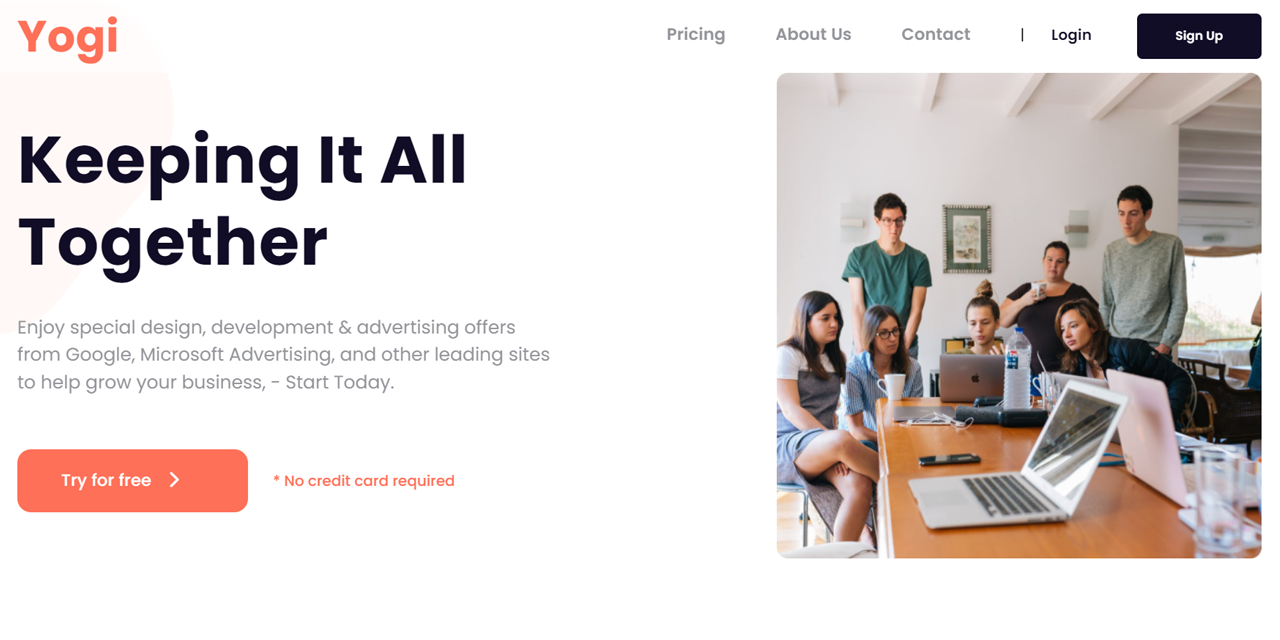 Yogi
Pricing About Us Contact | Login Sign Up
Keeping It All
Together
Enjoy special design, development & advertising offers
from Google, Microsoft Advertising, and other leading sites
to help grow your business, - Start Today.
Try for free
* No credit card required